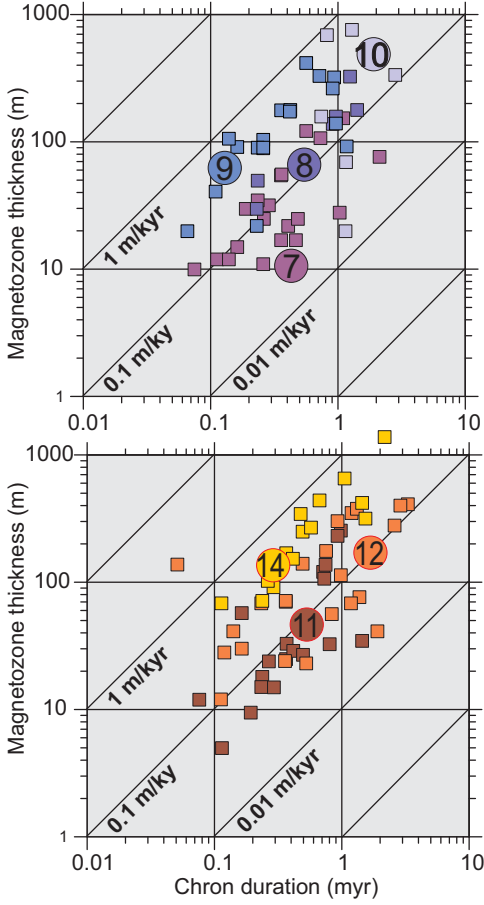 1000
100
10
1
Magnetozone thickness (m)
10
8
9
7
1 m/kyr
0.1 m/ky
0.01 m/kyr
0.01
0.1
1
10
1000
100
10
1
Magnetozone thickness (m)
14
12
11
1 m/kyr
0.1 m/ky
0.01 m/kyr
0.01
0.1
1
10
Chron duration (myr)